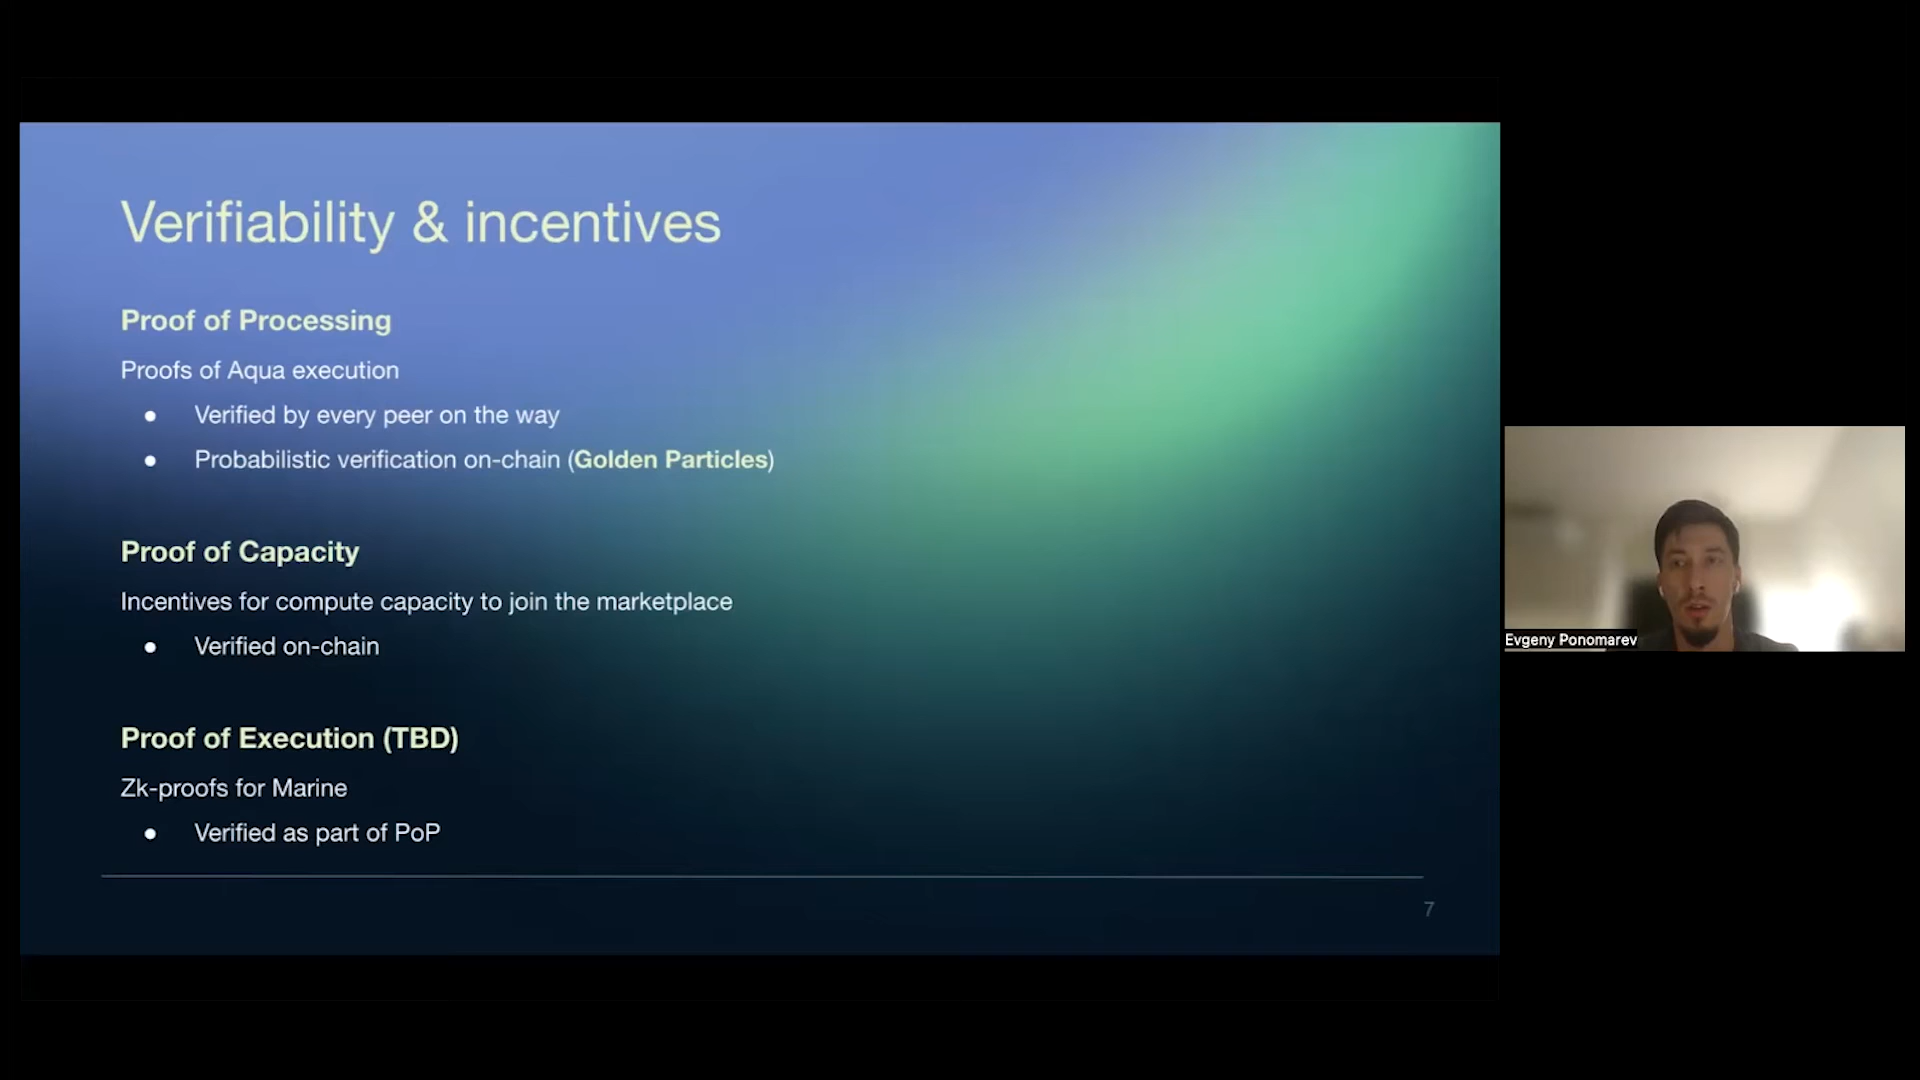 Verifiability & incentives
Proof of Processing
Proofs of Aqua execution
● Verified by every peer on the way
● Probabilistic verification on-chain (Golden Particles)
Proof of Capacity
Incentives for compute capacity to join the marketplace
● Verified on-chain
Proof of Execution (TBD)
Zk-proofs for Marine
● Verified as part of PoP
7
Evgeny Ponomarev